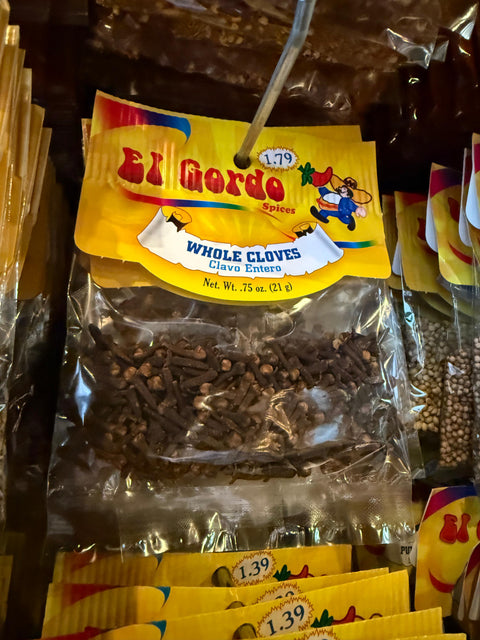 1.79
El Gordo
Spices
WHOLE CLOVES
Clavo Entero
Net. Wt. .75 oz. (21 g)
El
1.39
1.39